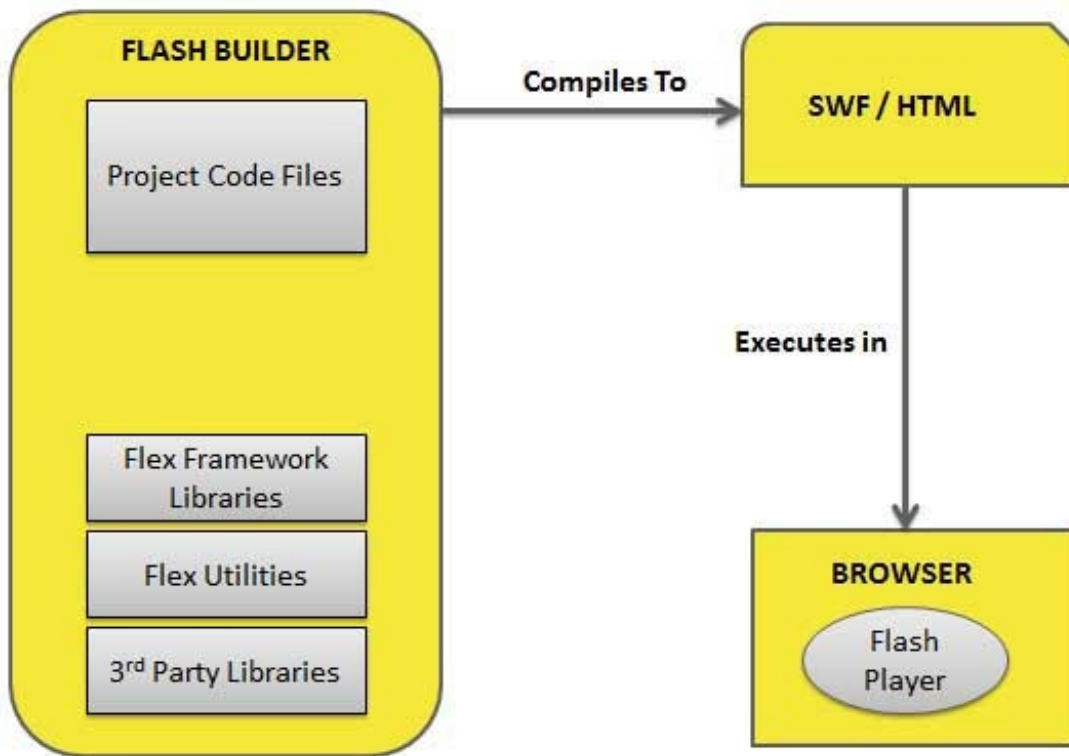 FLASH BUILDER
Project Code Files
Flex Framework
Libraries
Flex Utilities
3rd Party Libraries
Compiles To
SWF / HTML
Executes in
BROWSER
Flash
Player